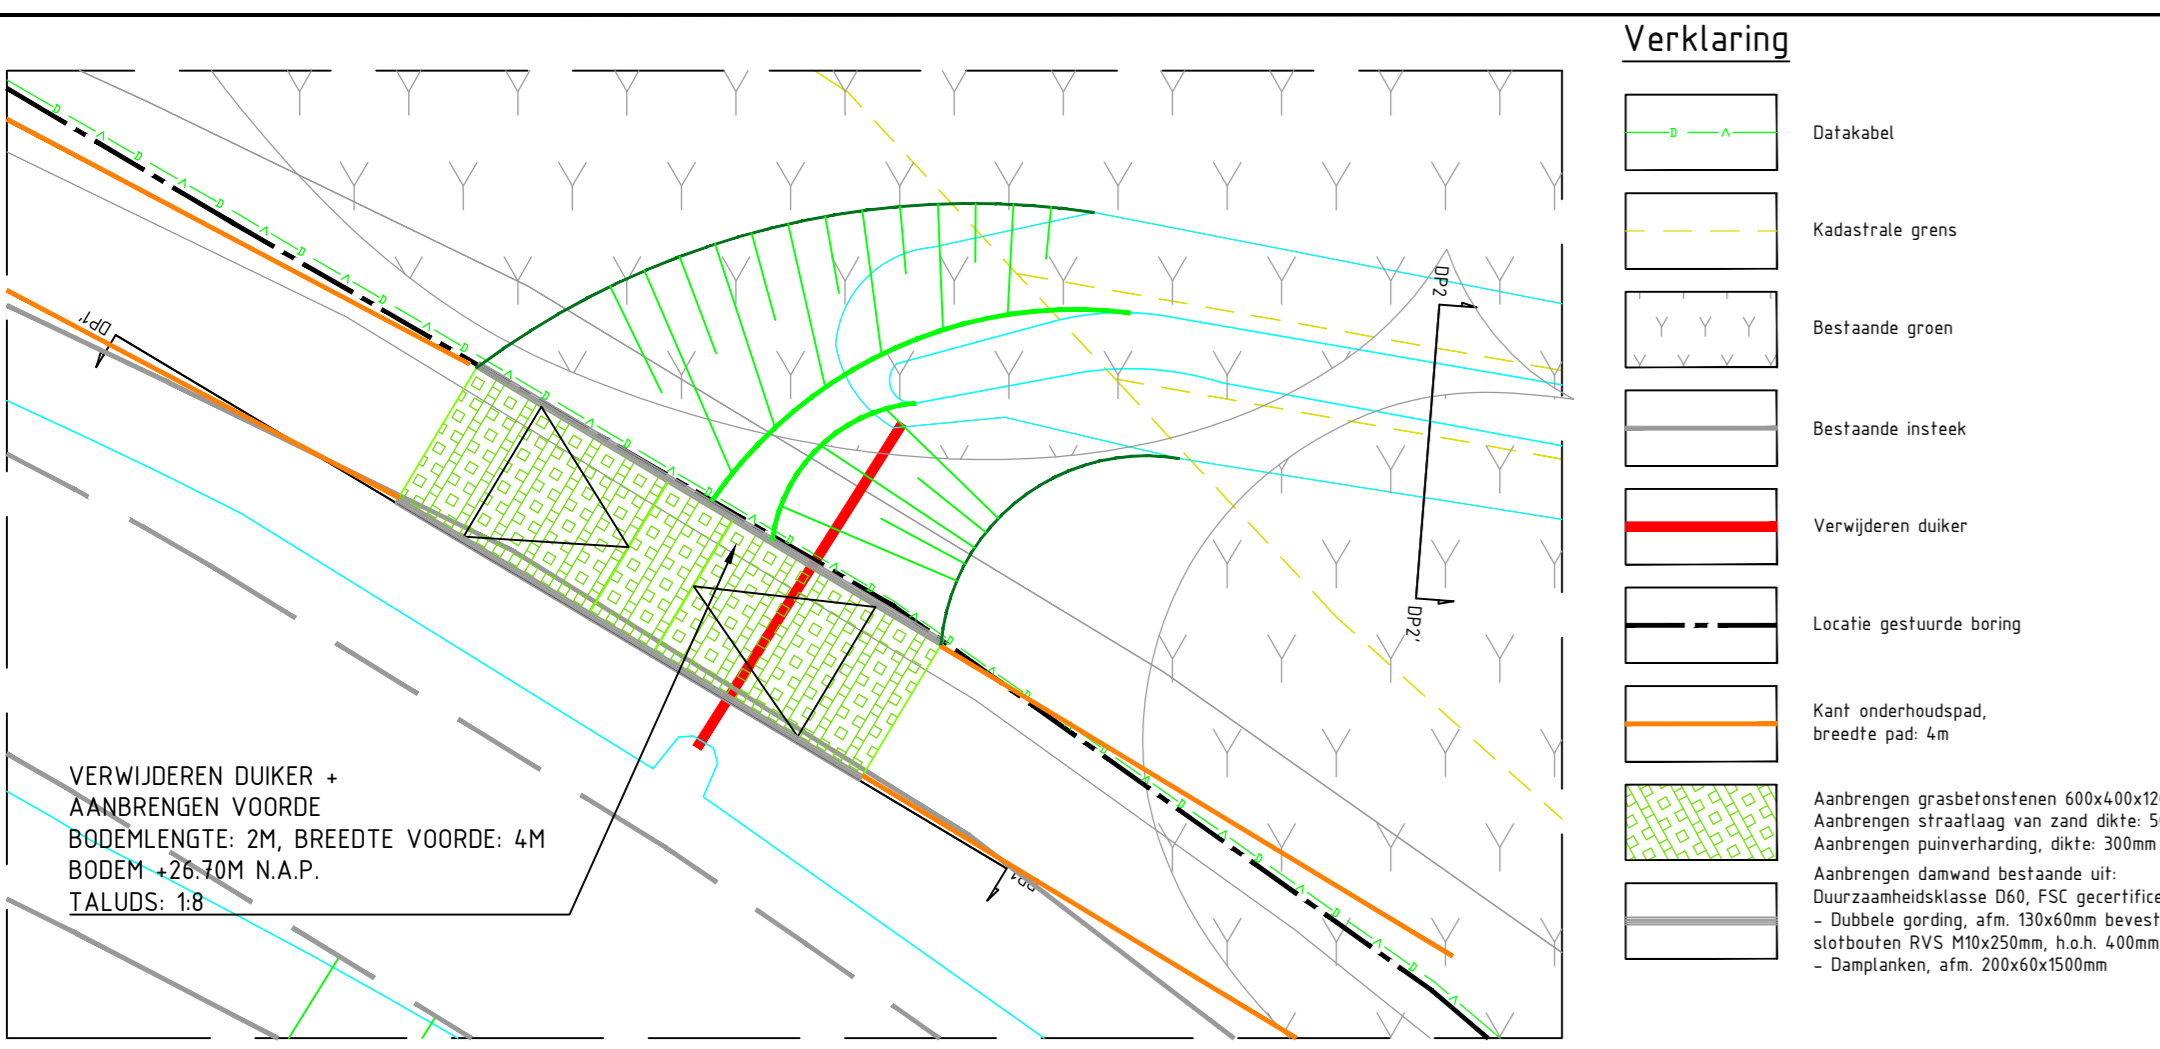 Verklaring
Datakabel
Kadastrale grens
Bestaande groen
Bestaande insteek
Verwijderen duiker
Locatie gestuurde boring
Kant onderhoudspad,
breedte pad: 4m
Aanbrengen grasbetonstenen 600x400x12
Aanbrengen straatlaag van zand dikte: 5
Aanbrengen puinverharding, dikte: 300mm
Aanbrengen damwand bestaande uit:
Duurzaamheidsklasse D60, FSC gecertifice
- Dubbele gording, afm. 130x60mm bevest
slotbouten RVS M10x250mm, h.o.h. 400mm
- Damplanken, afm. 200x60x1500mm
DP1'
DP2
DP2'
DP1
VERWIJDEREN DUIKER +
AANBRENGEN VOORDE
BODEMLENGTE: 2M, BREEDTE VOORDE: 4M
BODEM +26.70M N.A.P.
TALUDS: 1:8